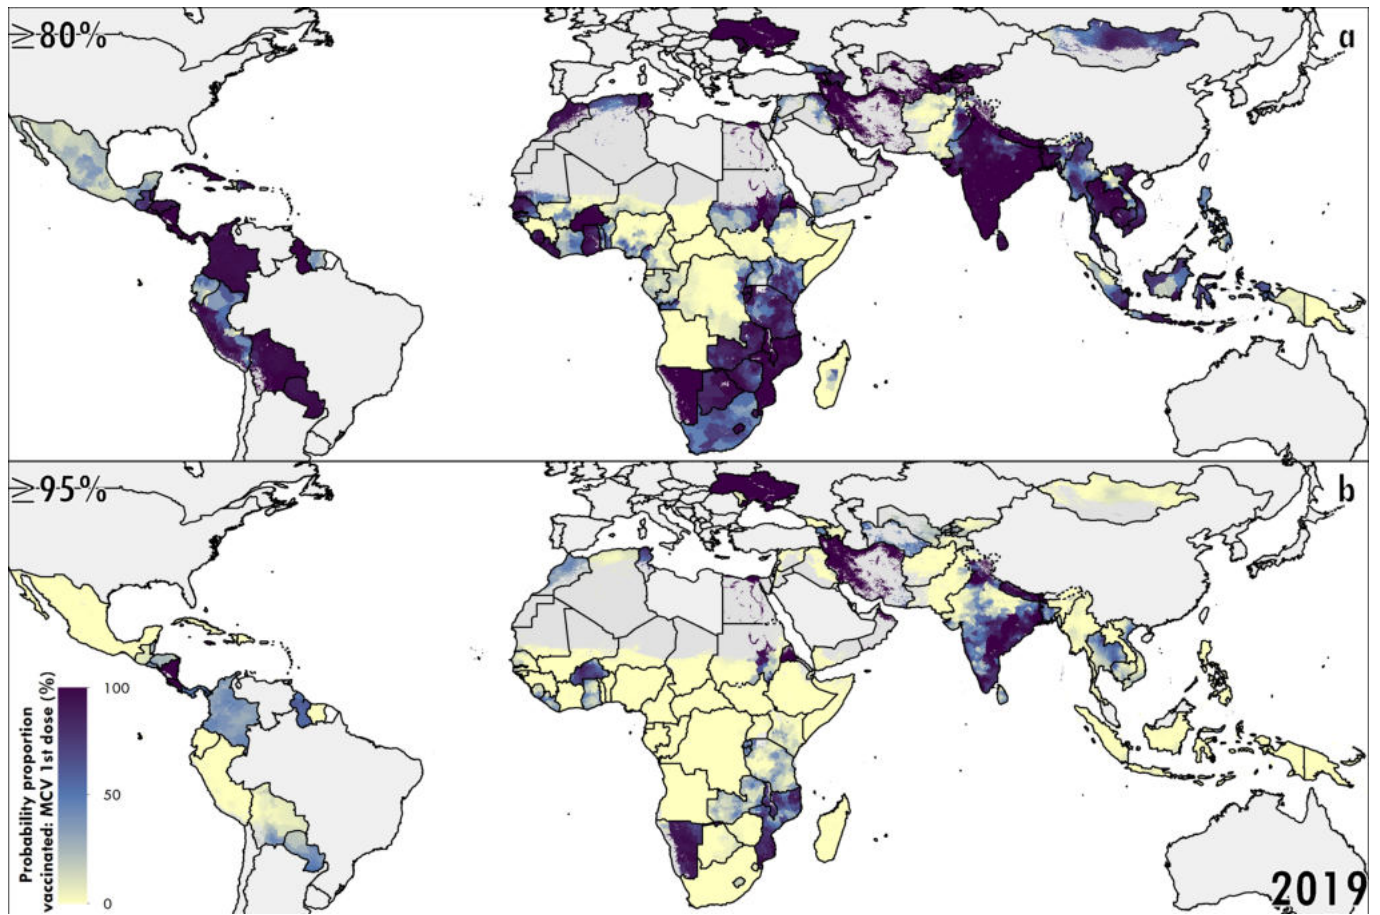 ≥80%
a
≥95%
b
Probability proportion
vaccinated: MCV 1st dose (%)
100
50
0
2019